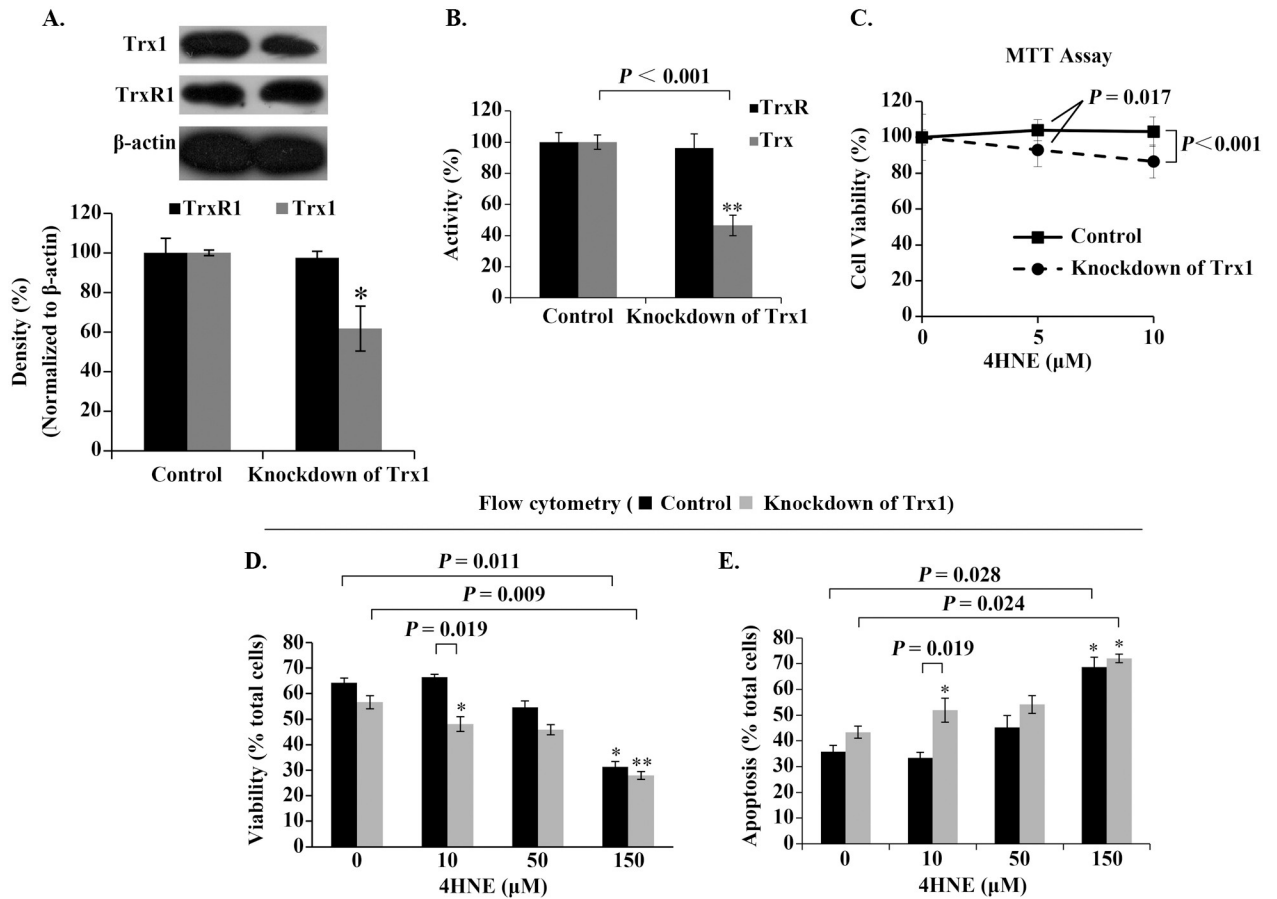 A.
Trx1
TrxR1
β-actin
TrxR1 Trx1
120
100
80
60
40
20
0
Density (%)
(Normalized to β-actin)
*
Control Knockdown of Trx1
B.
P < 0.001
TrxR
Trx
120
100
80
60
40
20
0
Activity (%)
**
Control Knockdown of Trx1
C.
MTT Assay
P = 0.017
P<0.001
120
100
80
60
40
20
0
Cell Viability (%)
Control
Knockdown of Trx1
0 5 10
4HNE (μM)
Flow cytometry ( Control Knockdown of Trx1)
D.
P = 0.011
P = 0.009
P = 0.019
80
70
60
50
40
30
20
10
0
Viability (% total cells)
* * **
0 10 50 150
4HNE (μM)
E.
P = 0.028
P = 0.024
P = 0.019
80
70
60
50
40
30
20
10
0
Apoptosis (% total cells)
* * *
0 10 50 150
4HNE (μM)